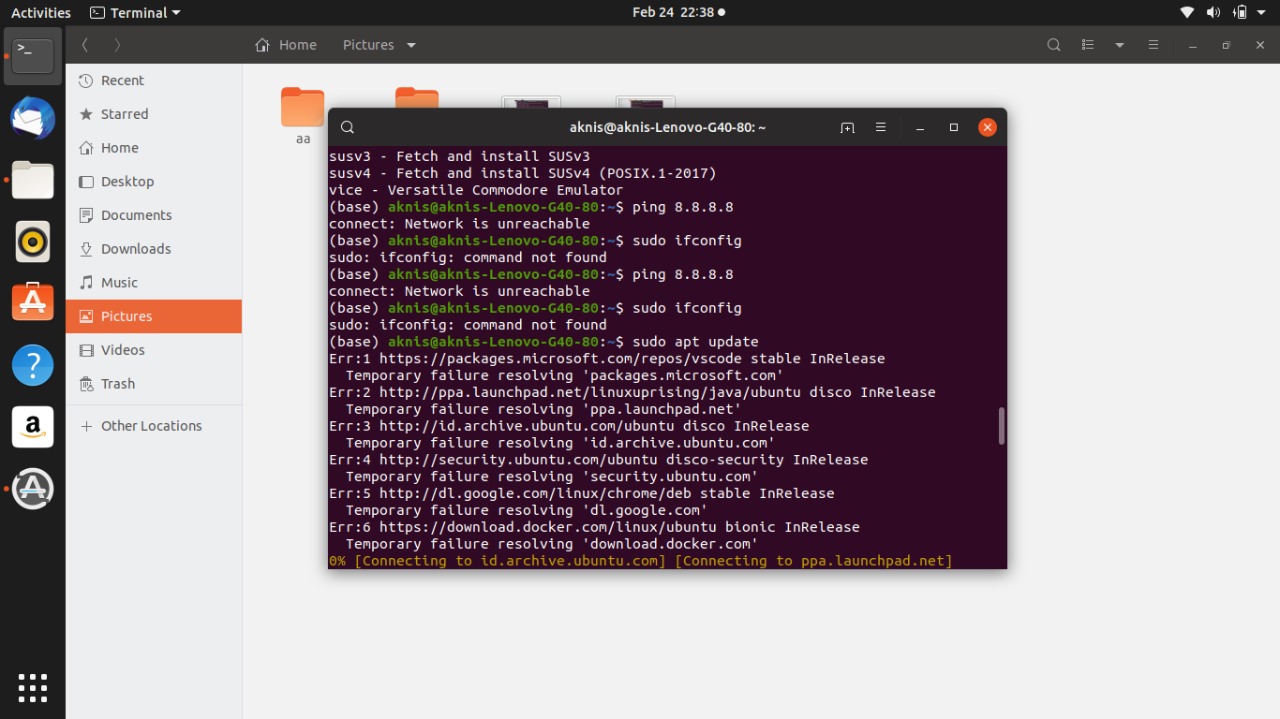 Activities
Terminal
Feb 24 22:38
Home
Pictures
Recent
Starred
Home
Desktop
Documents
Downloads
Music
Pictures
Videos
Trash
Other Locations
aa
aknis@aknis-Lenovo-G40-80: ~
susv3 - Fetch and install SUSv3
susv4 - Fetch and install SUSv4 (POSIX.1-2017)
vice - Versatile Commodore Emulator
(base) aknis@aknis-Lenovo-G40-80:~$ ping 8.8.8.8
connect: Network is unreachable
(base) aknis@aknis-Lenovo-G40-80:~$ sudo ifconfig
sudo: ifconfig: command not found
(base) aknis@aknis-Lenovo-G40-80:~$ ping 8.8.8.8
connect: Network is unreachable
(base) aknis@aknis-Lenovo-G40-80:~$ sudo ifconfig
sudo: ifconfig: command not found
(base) aknis@aknis-Lenovo-G40-80:~$ sudo apt update
Err:1 https://packages.microsoft.com/repos/vscode stable InRelease
  Temporary failure resolving 'packages.microsoft.com'
Err:2 http://ppa.launchpad.net/linuxuprising/java/ubuntu disco InRelease
  Temporary failure resolving 'ppa.launchpad.net'
Err:3 http://id.archive.ubuntu.com/ubuntu disco InRelease
  Temporary failure resolving 'id.archive.ubuntu.com'
Err:4 http://security.ubuntu.com/ubuntu disco-security InRelease
  Temporary failure resolving 'security.ubuntu.com'
Err:5 http://dl.google.com/linux/chrome/deb stable InRelease
  Temporary failure resolving 'dl.google.com'
Err:6 https://download.docker.com/linux/ubuntu bionic InRelease
  Temporary failure resolving 'download.docker.com'
0% [Connecting to id.archive.ubuntu.com] [Connecting to ppa.launchpad.net]